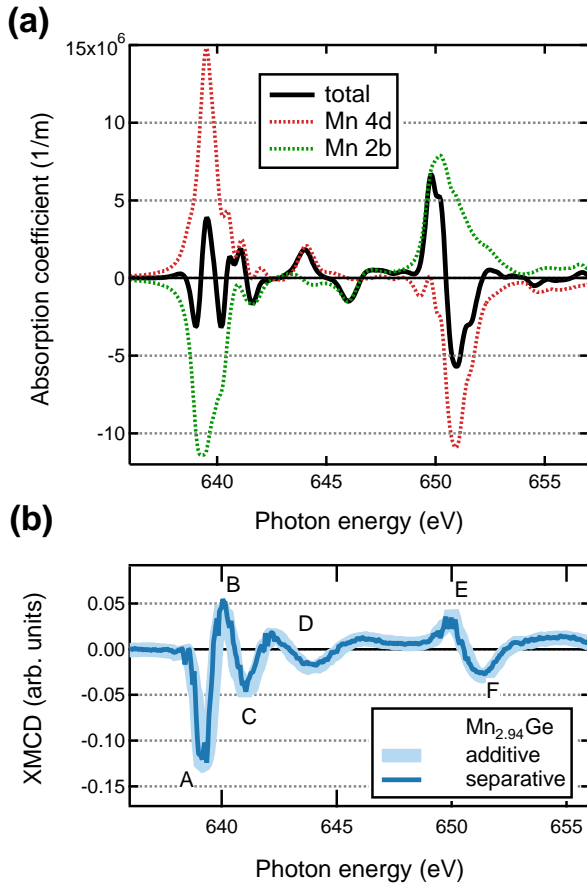 (a)
15x10⁶
10
5
0
-5
-10
Absorption coefficient (1/m)
total
Mn 4d
Mn 2b
640
645
650
655
Photon energy (eV)
(b)
0.05
0.00
-0.05
-0.10
-0.15
XMCD (arb. units)
A
B
C
D
E
F
Mn₂.₉₄Ge
additive
separative
640
645
650
655
Photon energy (eV)